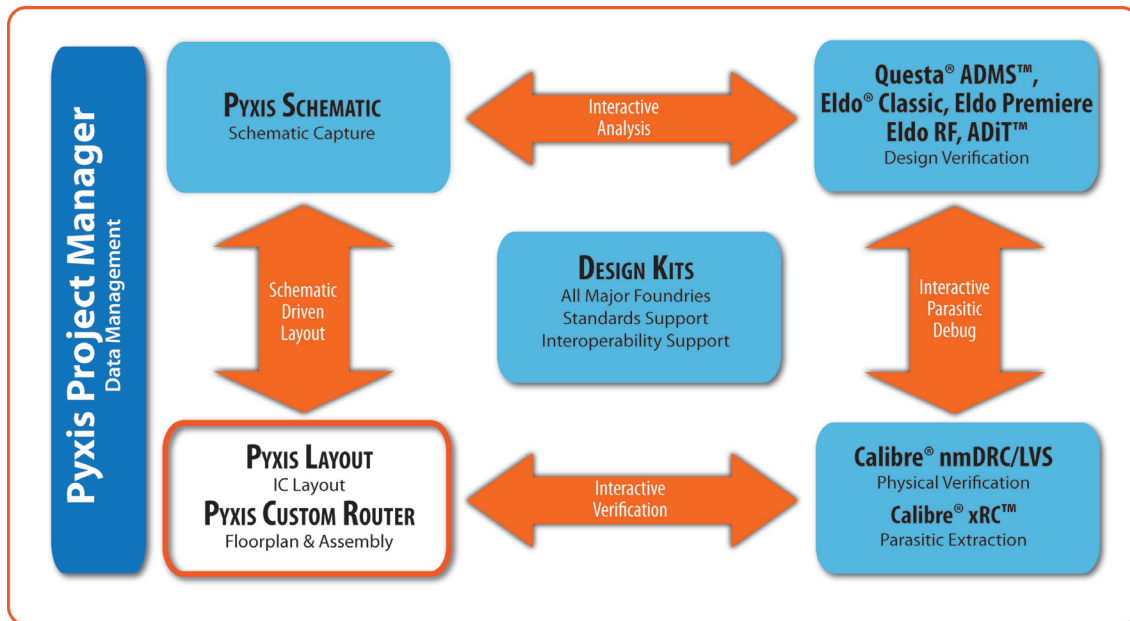 Pyxis Project Manager
Data Management
PYXIS SCHEMATIC
Schematic Capture
Interactive
Analysis
Questa® ADMS™,
Eldo® Classic, Eldo Premiere
Eldo RF, ADiT™
Design Verification
Schematic
Driven
Layout
DESIGN KITS
All Major Foundries
Standards Support
Interoperability Support
Interactive
Parasitic
Debug
PYXIS LAYOUT
IC Layout
PYXIS CUSTOM ROUTER
Floorplan & Assembly
Interactive
Verification
Calibre® nmDRC/LVS
Physical Verification
Calibre® xRC™
Parasitic Extraction